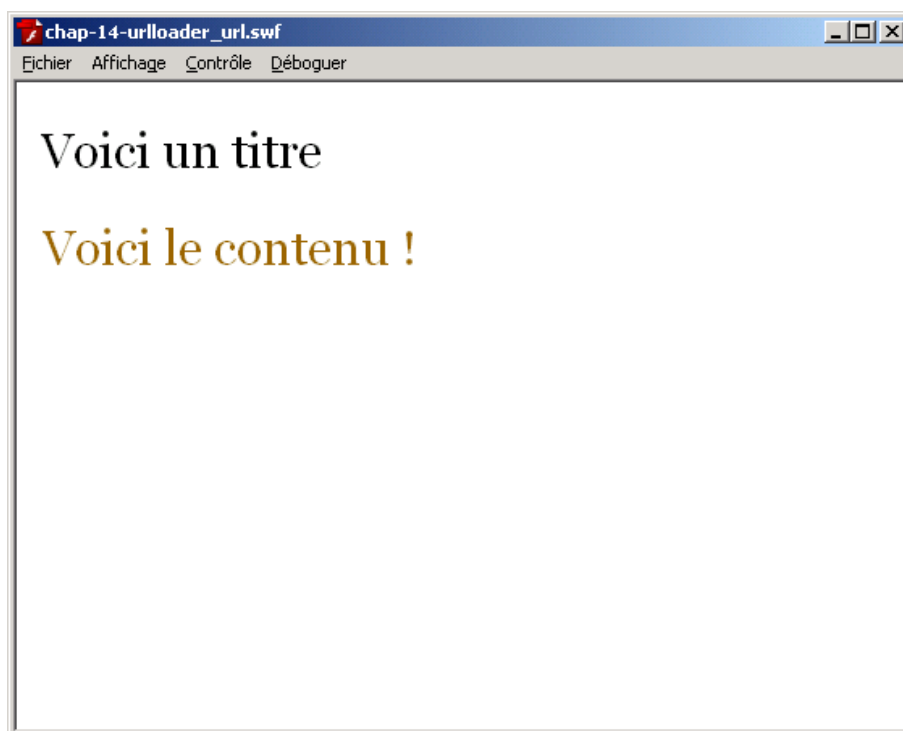 chap-14-urlloader_url.swf
Fichier Affichage Contrôle Déboguer
Voici un titre
Voici le contenu !